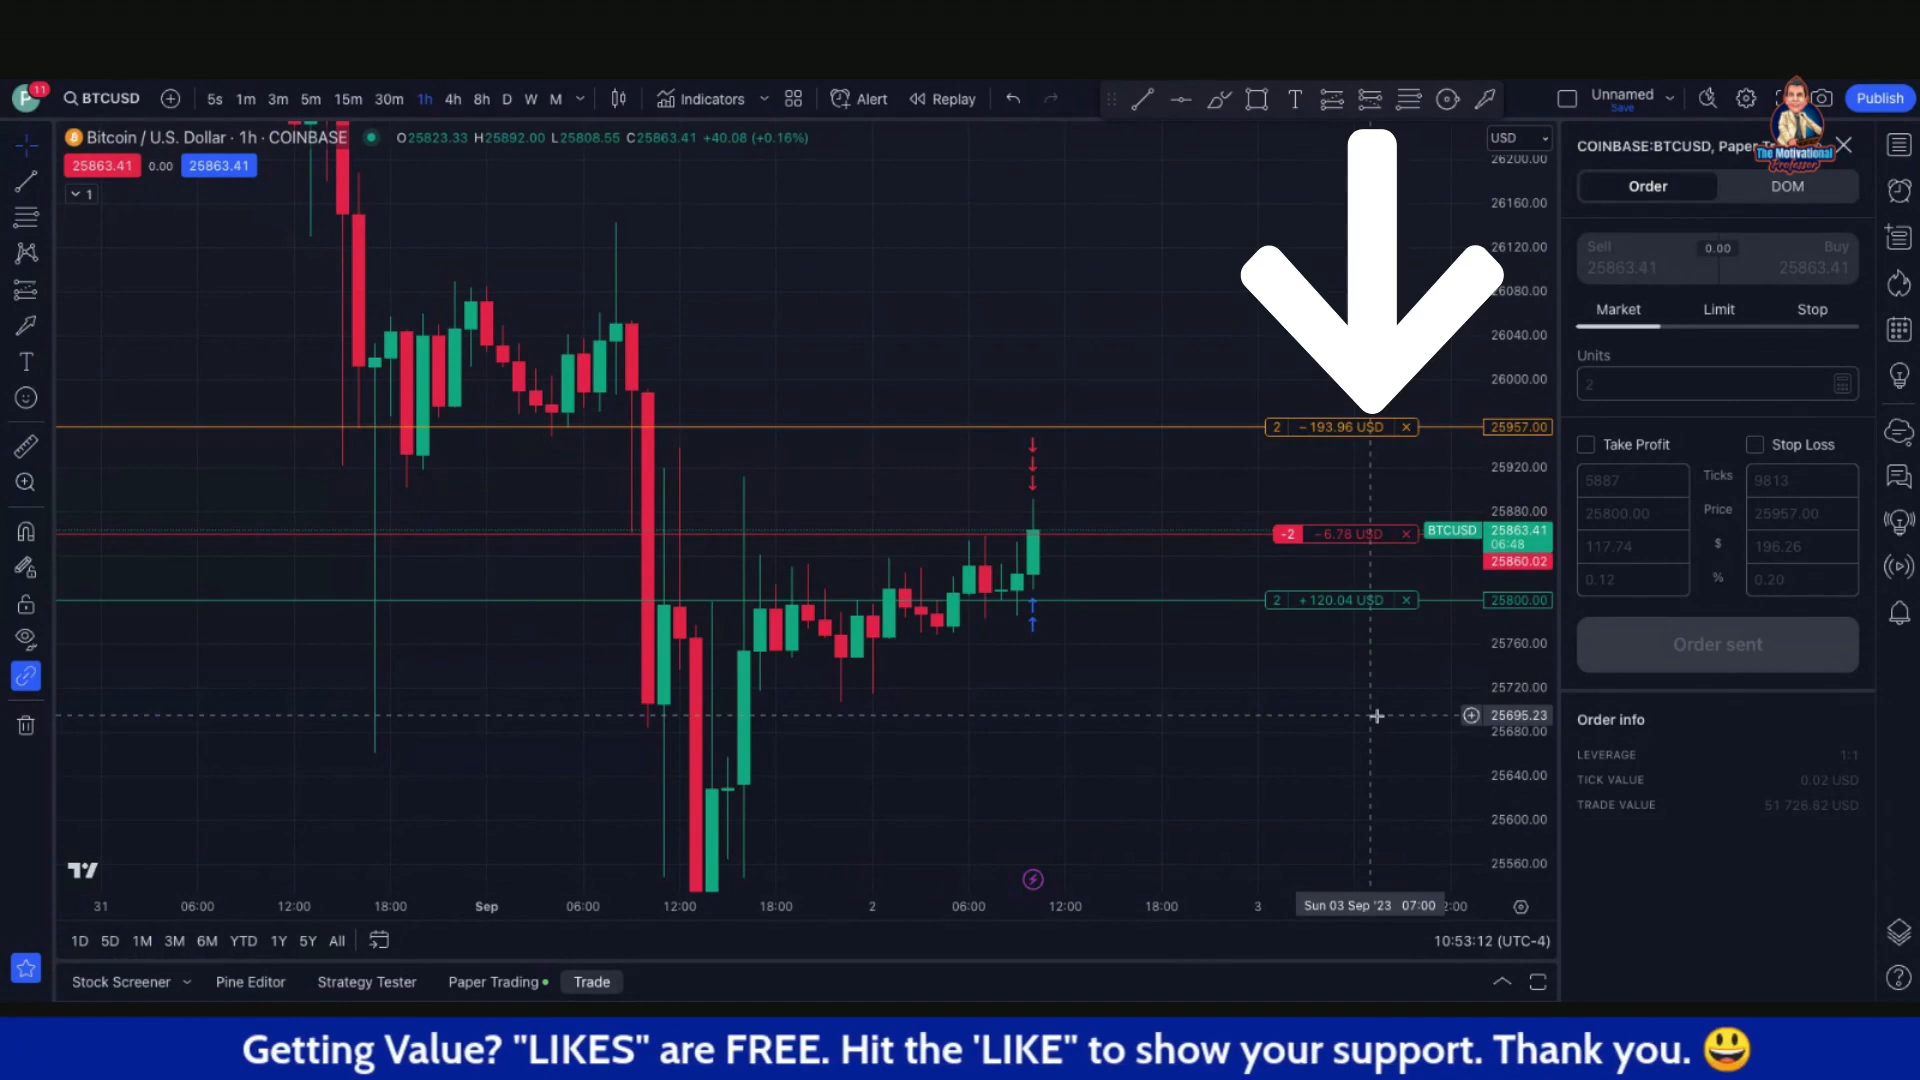 P 11 BTCUSD 5s 1m 3m 5m 15m 30m 1h 4h 8h D W M Indicators Alert Replay T Unnamed Save Publish
Bitcoin / U.S. Dollar · 1h · COINBASE O25823.33 H25892.00 L25808.55 C25863.41 +40.08 (+0.16%)
25863.41 0.00 25863.41
1
USD
26200.00
26160.00
26120.00
26080.00
26040.00
26000.00
2 −193.96 USD × 25957.00
25920.00
25880.00
BTCUSD 25863.41
06:48
-2 −6.78 USD ×
25860.02
2 +120.04 USD × 25800.00
25760.00
25720.00
25695.23
25680.00
25640.00
25600.00
25560.00
31 06:00 12:00 18:00 Sep 06:00 12:00 18:00 2 06:00 12:00 18:00 3 Sun 03 Sep '23 07:00 2:00
1D 5D 1M 3M 6M YTD 1Y 5Y All
10:53:12 (UTC-4)
Stock Screener Pine Editor Strategy Tester Paper Trading Trade
COINBASE:BTCUSD, Paper
The Motivational
Professor
Order DOM
Sell 0.00 Buy
25863.41 25863.41
Market Limit Stop
Units
2
Take Profit Stop Loss
5887 Ticks 9813
25800.00 Price 25957.00
117.74 $ 196.26
0.12 % 0.20
Order sent
Order info
LEVERAGE 1:1
TICK VALUE 0.02 USD
TRADE VALUE 51 726.82 USD
Getting Value? "LIKES" are FREE. Hit the 'LIKE" to show your support. Thank you. 😃